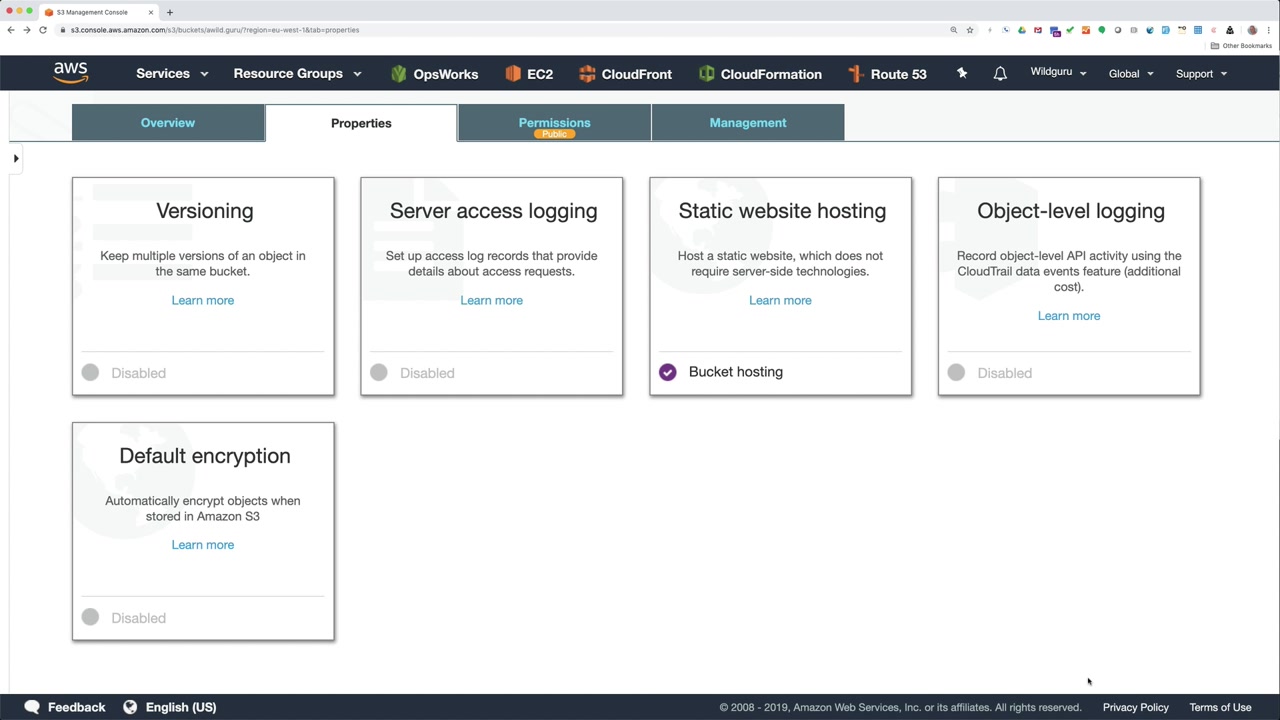 S3 Management Console
s3.console.aws.amazon.com/s3/buckets/awild.guru/?region=eu-west-1&tab=properties
Other Bookmarks
aws
Services
Resource Groups
OpsWorks
EC2
CloudFront
CloudFormation
Route 53
Wildguru
Global
Support
Overview
Properties
Permissions
Public
Management
Versioning
Keep multiple versions of an object in
the same bucket.
Learn more
Disabled
Server access logging
Set up access log records that provide
details about access requests.
Learn more
Disabled
Static website hosting
Host a static website, which does not
require server-side technologies.
Learn more
Bucket hosting
Object-level logging
Record object-level API activity using the
CloudTrail data events feature (additional
cost).
Learn more
Disabled
Default encryption
Automatically encrypt objects when
stored in Amazon S3
Learn more
Disabled
Feedback
English (US)
© 2008 - 2019, Amazon Web Services, Inc. or its affiliates. All rights reserved.
Privacy Policy
Terms of Use